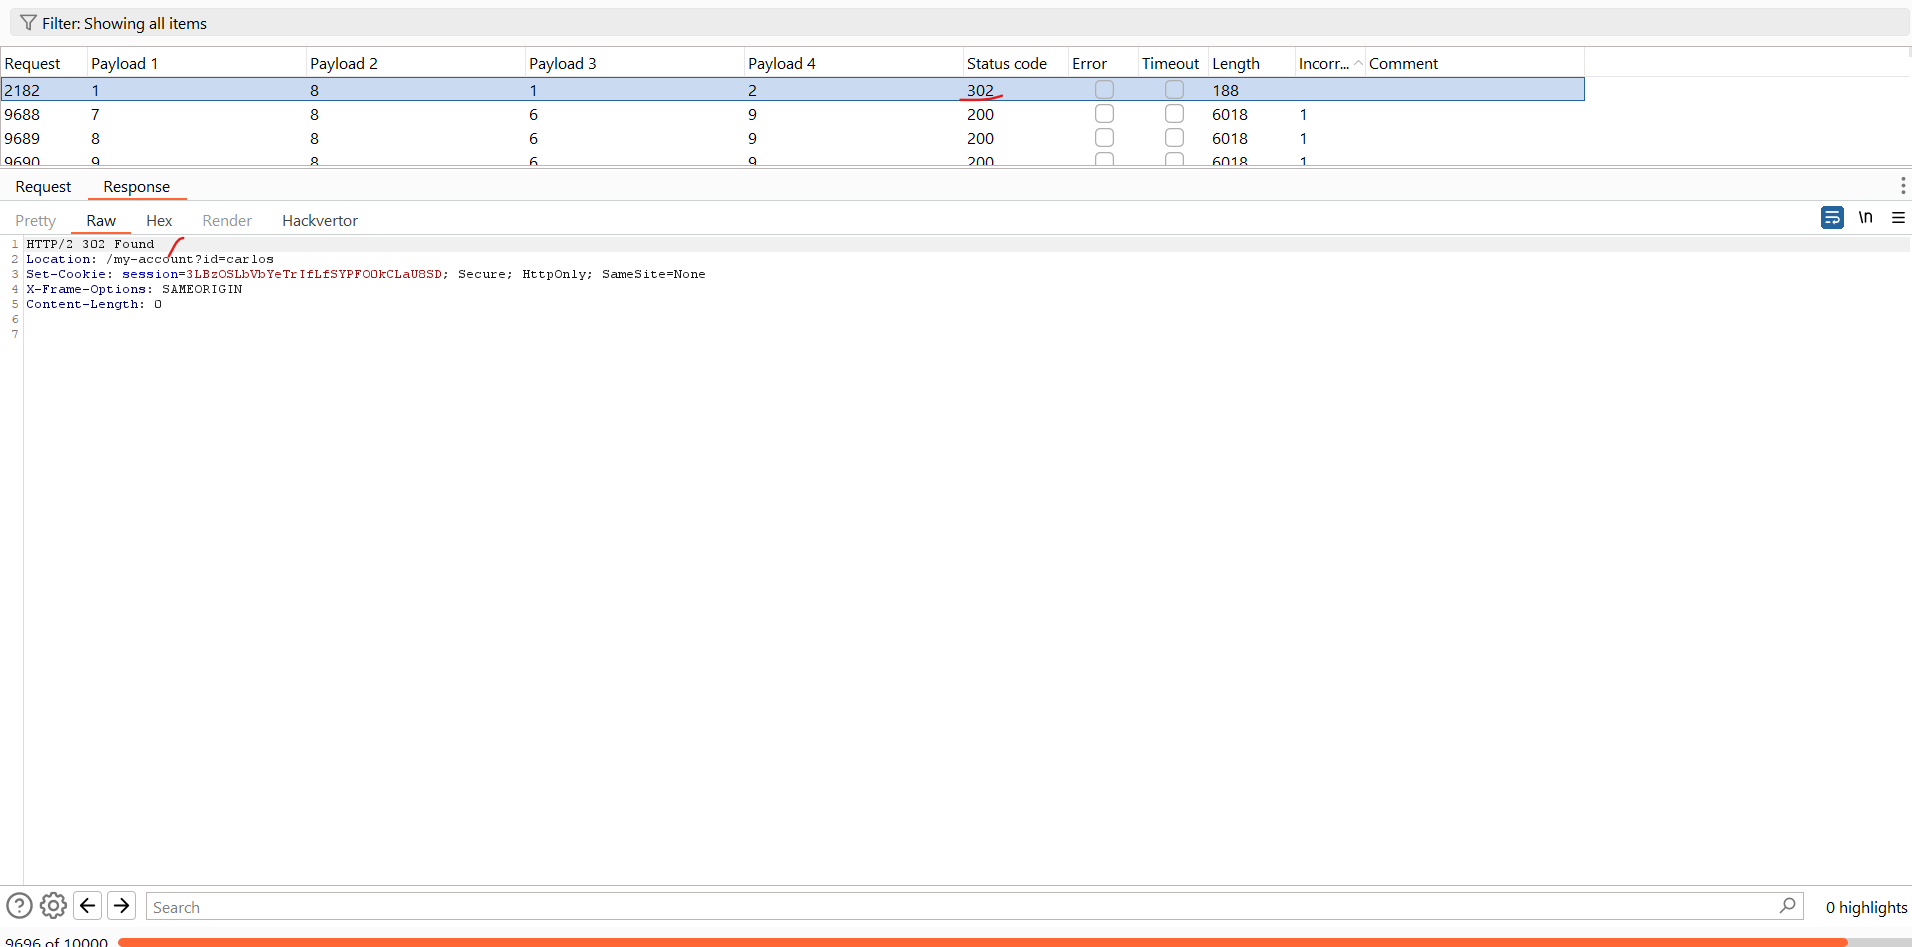 Filter: Showing all items
Request Payload 1 Payload 2 Payload 3 Payload 4 Status code Error Timeout Length Incorr... Comment
2182 1 8 1 2 302 188
9688 7 8 6 9 200 6018 1
9689 8 8 6 9 200 6018 1
9690 9 8 6 9 200 6018 1
Request Response
Pretty Raw Hex Render Hackvertor \n
1 HTTP/2 302 Found
2 Location: /my-account?id=carlos
3 Set-Cookie: session=3LBzOSLbVbYeTrIfLfSYPFO0kCLaU8SD; Secure; HttpOnly; SameSite=None
4 X-Frame-Options: SAMEORIGIN
5 Content-Length: 0
6
7
Search 0 highlights
9696 of 10000